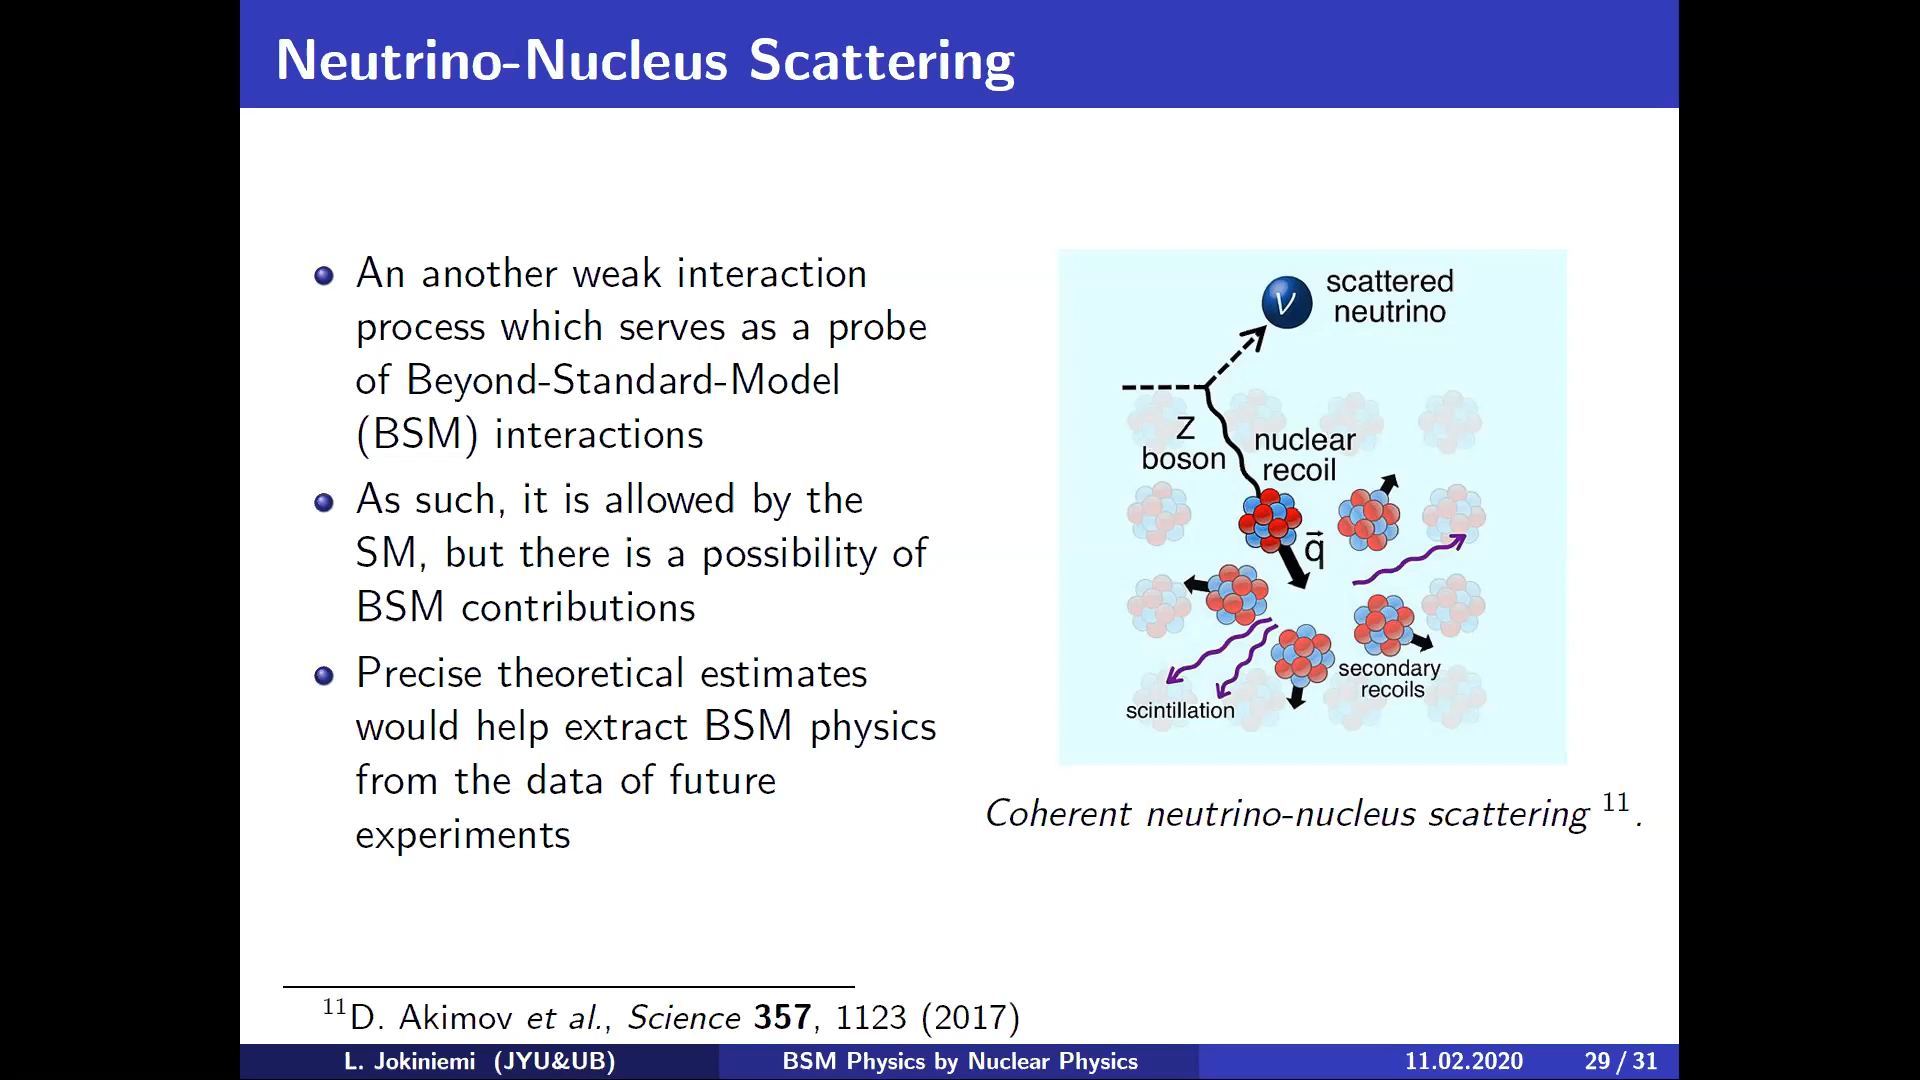 Neutrino-Nucleus Scattering
An another weak interaction
process which serves as a probe
of Beyond-Standard-Model
(BSM) interactions
As such, it is allowed by the
SM, but there is a possibility of
BSM contributions
Precise theoretical estimates
would help extract BSM physics
from the data of future
experiments
scattered
neutrino
ν
Z
boson
nuclear
recoil
q⃗
secondary
recoils
scintillation
Coherent neutrino-nucleus scattering ¹¹.
¹¹D. Akimov et al., Science 357, 1123 (2017)
L. Jokiniemi (JYU&UB) BSM Physics by Nuclear Physics 11.02.2020 29 / 31